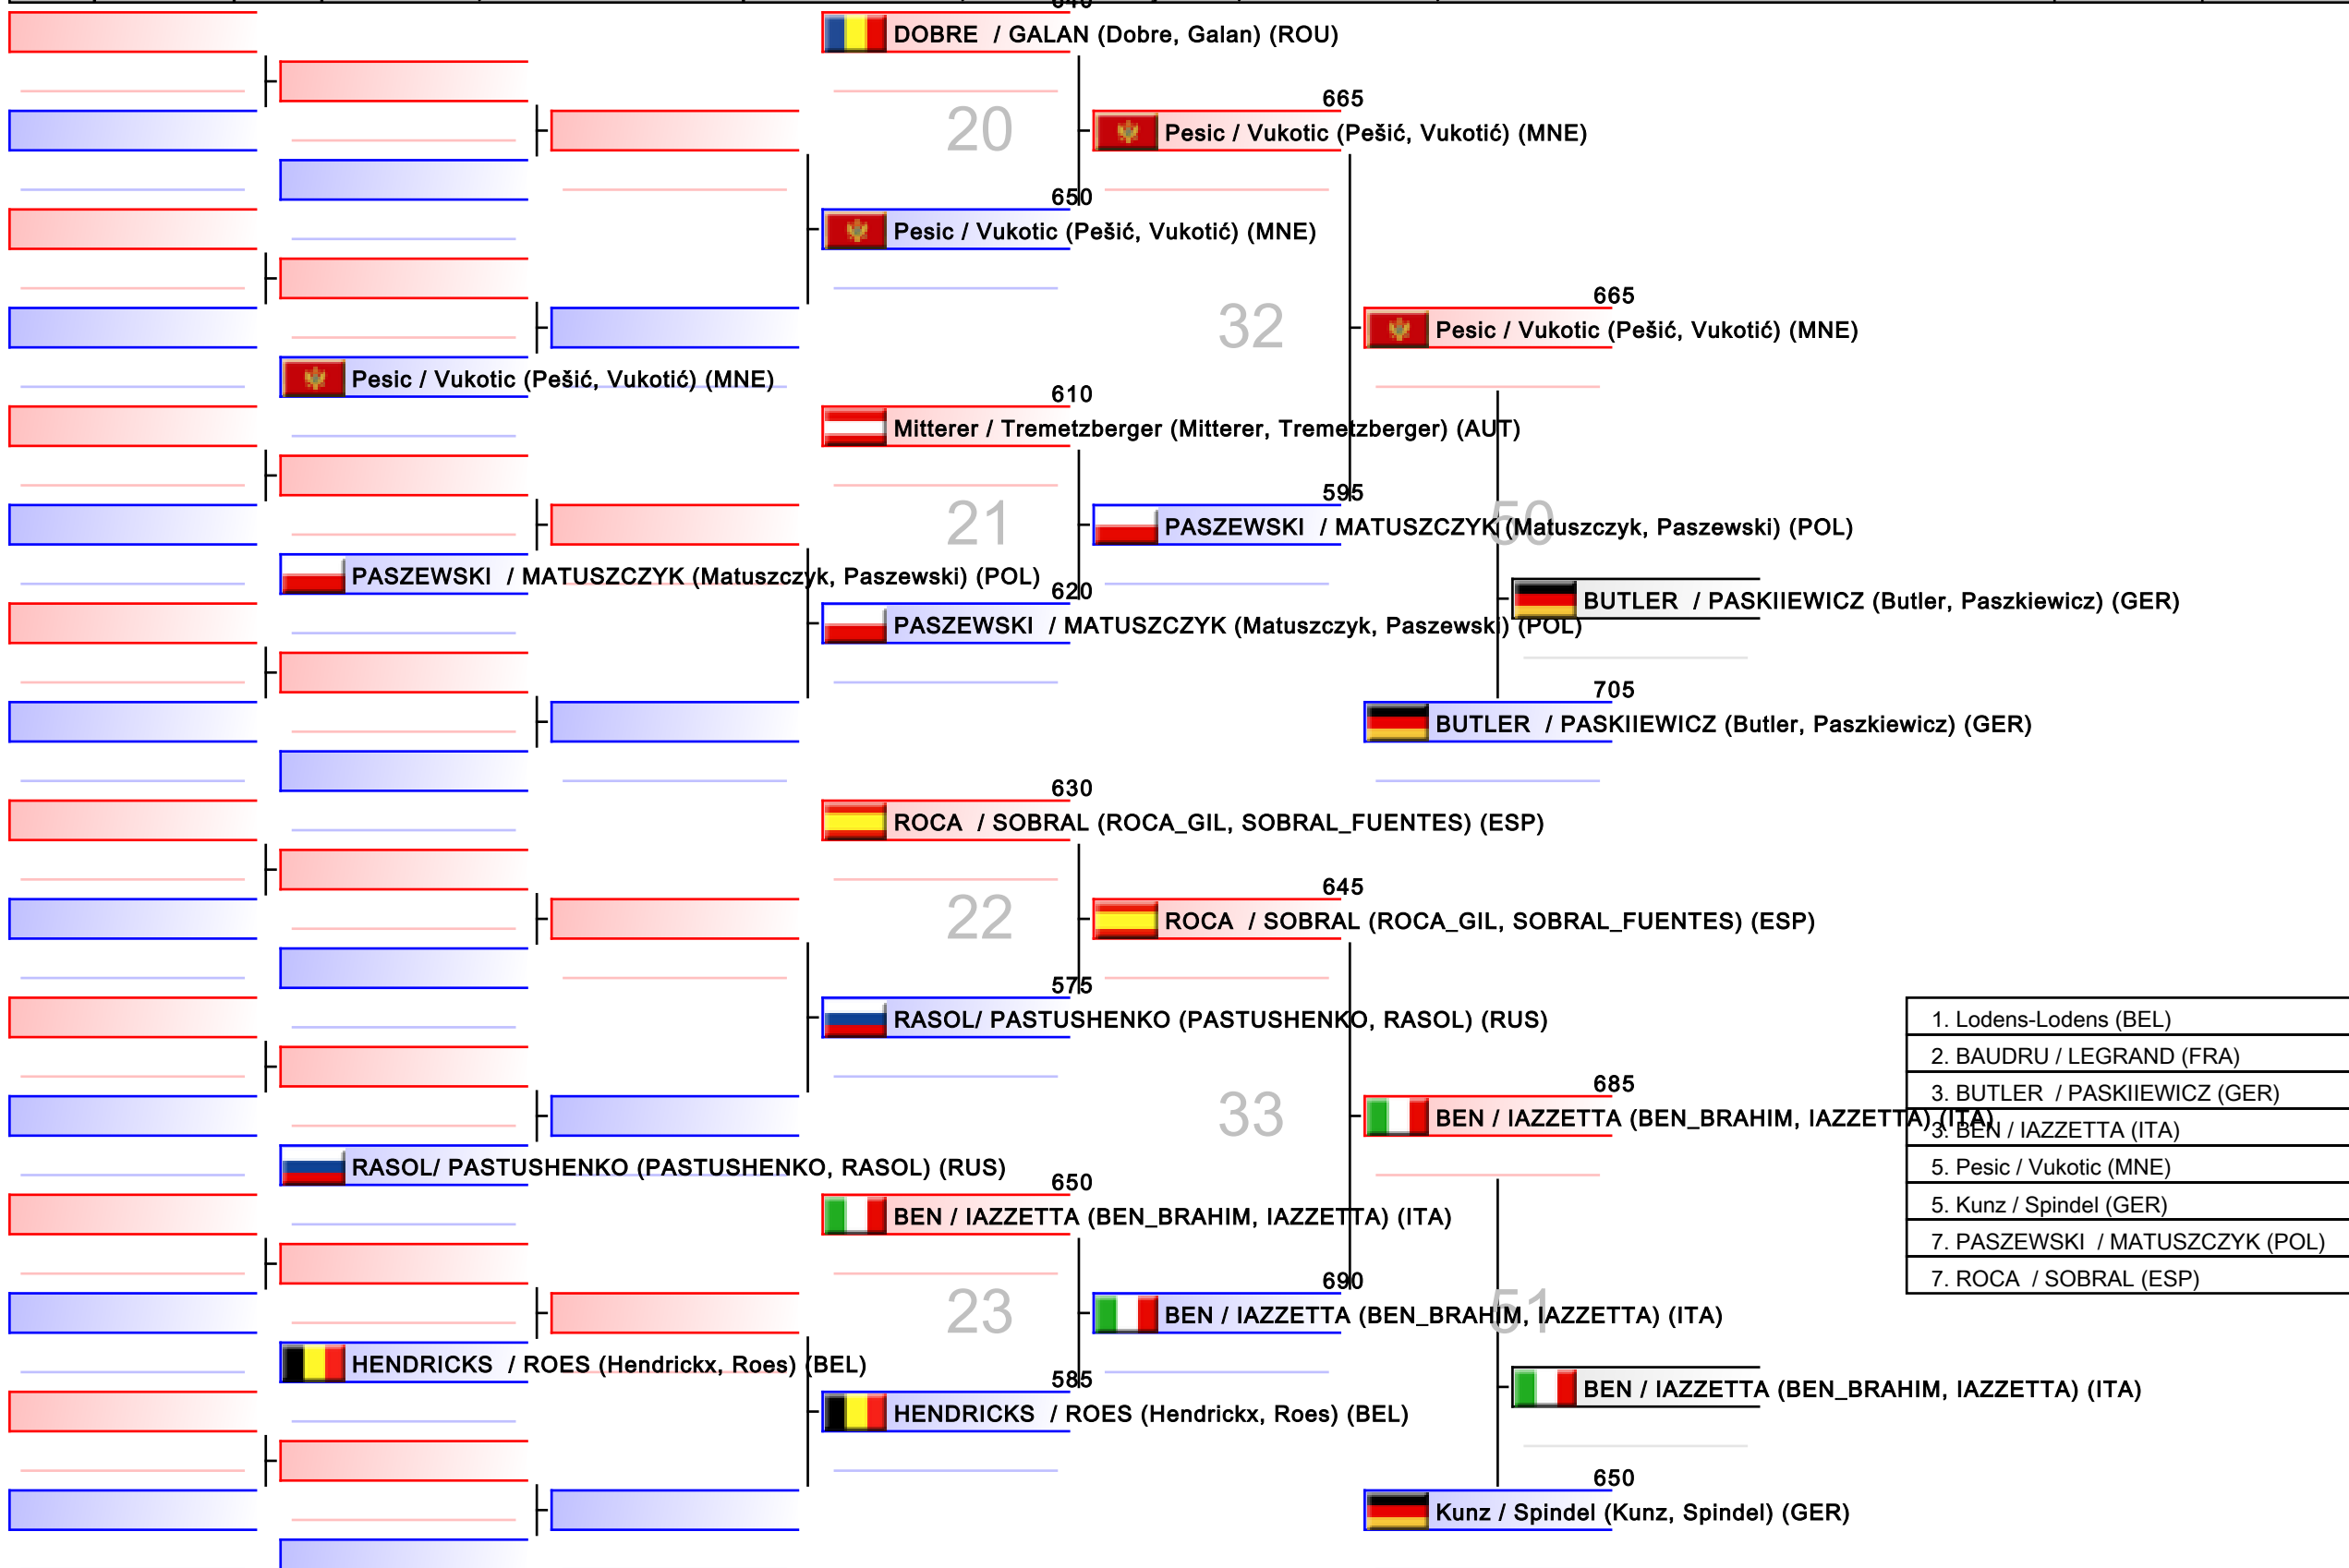 640
DOBRE / GALAN (Dobre, Galan) (ROU)
20
665
Pesic / Vukotic (Pešić, Vukotić) (MNE)
650
Pesic / Vukotic (Pešić, Vukotić) (MNE)
32
665
Pesic / Vukotic (Pešić, Vukotić) (MNE)
Pesic / Vukotic (Pešić, Vukotić) (MNE)
610
Mitterer / Tremetzberger (Mitterer, Tremetzberger) (AUT)
21
595
PASZEWSKI / MATUSZCZYK (Matuszczyk, Paszewski) (POL)
50
PASZEWSKI / MATUSZCZYK (Matuszczyk, Paszewski) (POL)
620
PASZEWSKI / MATUSZCZYK (Matuszczyk, Paszewski) (POL)
BUTLER / PASKIIEWICZ (Butler, Paszkiewicz) (GER)
705
BUTLER / PASKIIEWICZ (Butler, Paszkiewicz) (GER)
630
ROCA / SOBRAL (ROCA_GIL, SOBRAL_FUENTES) (ESP)
22
645
ROCA / SOBRAL (ROCA_GIL, SOBRAL_FUENTES) (ESP)
575
RASOL/ PASTUSHENKO (PASTUSHENKO, RASOL) (RUS)
33
685
BEN / IAZZETTA (BEN_BRAHIM, IAZZETTA) (ITA)
RASOL/ PASTUSHENKO (PASTUSHENKO, RASOL) (RUS)
650
BEN / IAZZETTA (BEN_BRAHIM, IAZZETTA) (ITA)
23
690
BEN / IAZZETTA (BEN_BRAHIM, IAZZETTA) (ITA)
51
HENDRICKS / ROES (Hendrickx, Roes) (BEL)
585
HENDRICKS / ROES (Hendrickx, Roes) (BEL)
BEN / IAZZETTA (BEN_BRAHIM, IAZZETTA) (ITA)
650
Kunz / Spindel (Kunz, Spindel) (GER)
1. Lodens-Lodens (BEL)
2. BAUDRU / LEGRAND (FRA)
3. BUTLER / PASKIIEWICZ (GER)
3. BEN / IAZZETTA (ITA)
5. Pesic / Vukotic (MNE)
5. Kunz / Spindel (GER)
7. PASZEWSKI / MATUSZCZYK (POL)
7. ROCA / SOBRAL (ESP)